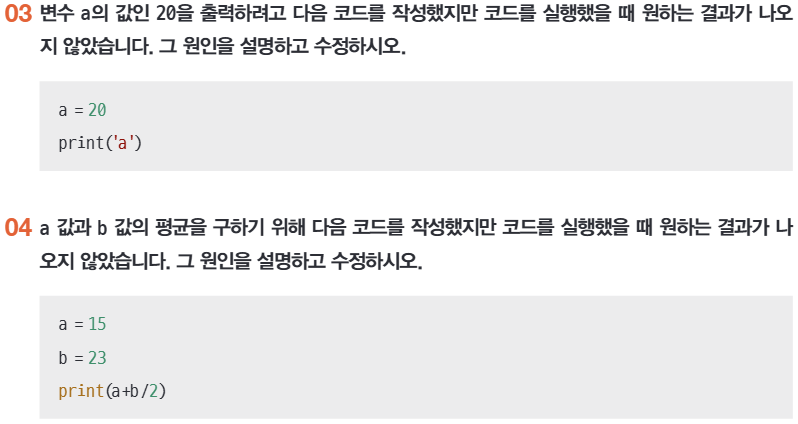 03 변수 a의 값인 20을 출력하려고 다음 코드를 작성했지만 코드를 실행했을 때 원하는 결과가 나오
지 않았습니다. 그 원인을 설명하고 수정하시오.
a = 20
print('a')
04 a 값과 b 값의 평균을 구하기 위해 다음 코드를 작성했지만 코드를 실행했을 때 원하는 결과가 나
오지 않았습니다. 그 원인을 설명하고 수정하시오.
a = 15
b = 23
print(a+b/2)